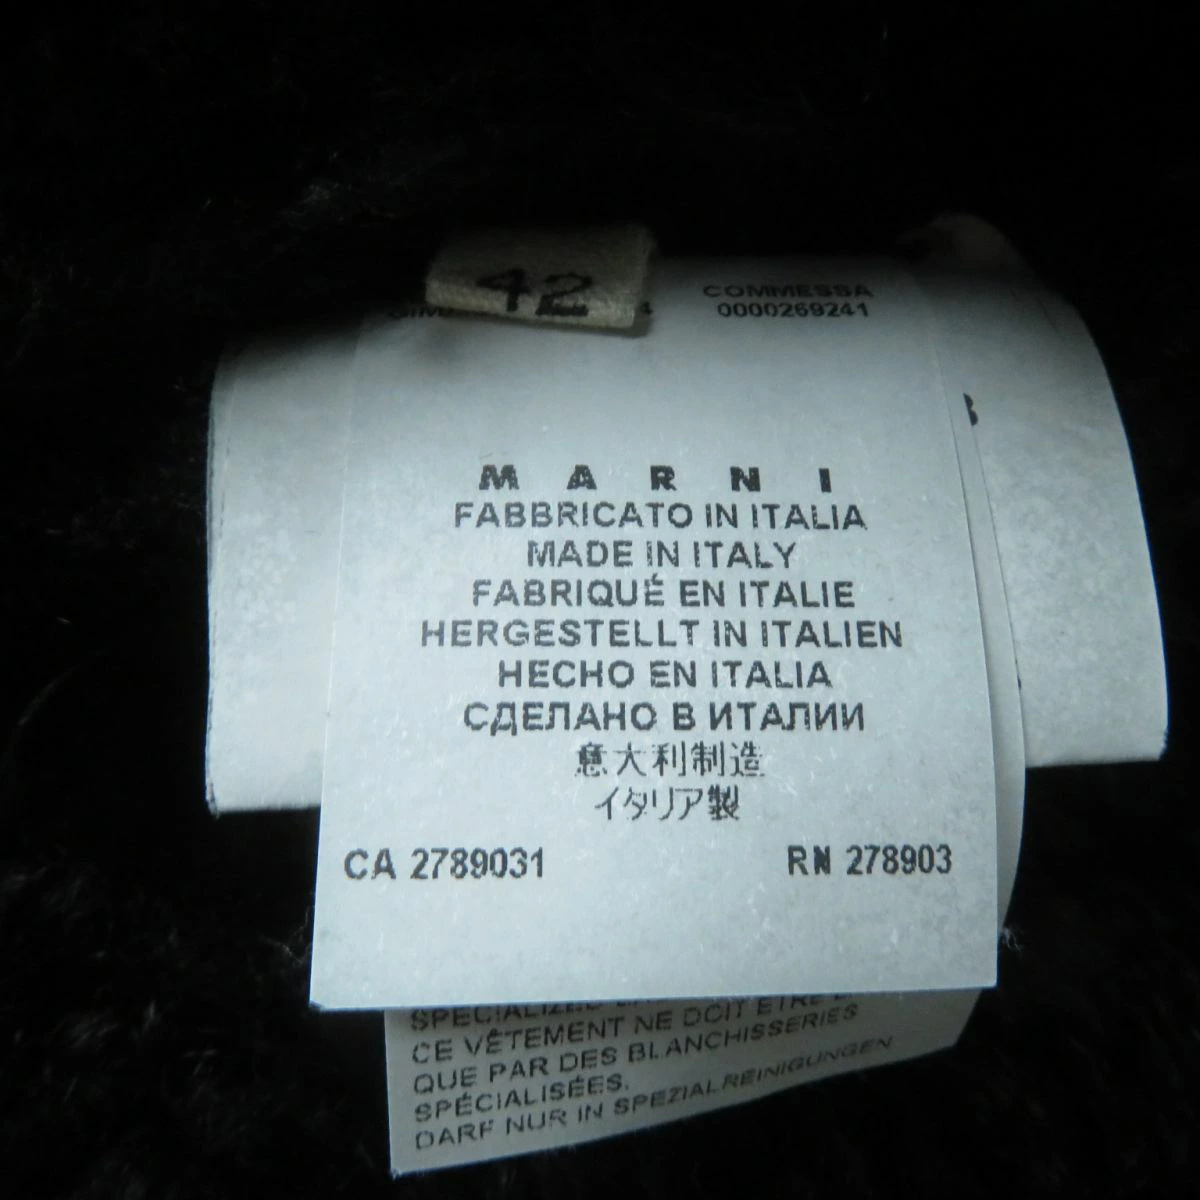 42
COMMESSA
0000269241
MARNI
FABBRICATO IN ITALIA
MADE IN ITALY
FABRIQUÉ EN ITALIE
HERGESTELLT IN ITALIEN
HECHO EN ITALIA
СДЕЛАНО В ИТАЛИИ
意大利制造
イタリア製
CA 2789031
RN 278903
SPECIALIZED
CE VÊTEMENT NE DOIT ÊTRE
QUE PAR DES BLANCHISSERIES
SPÉCIALISÉES.
DARF NUR IN SPEZIALREINIGUNGEN